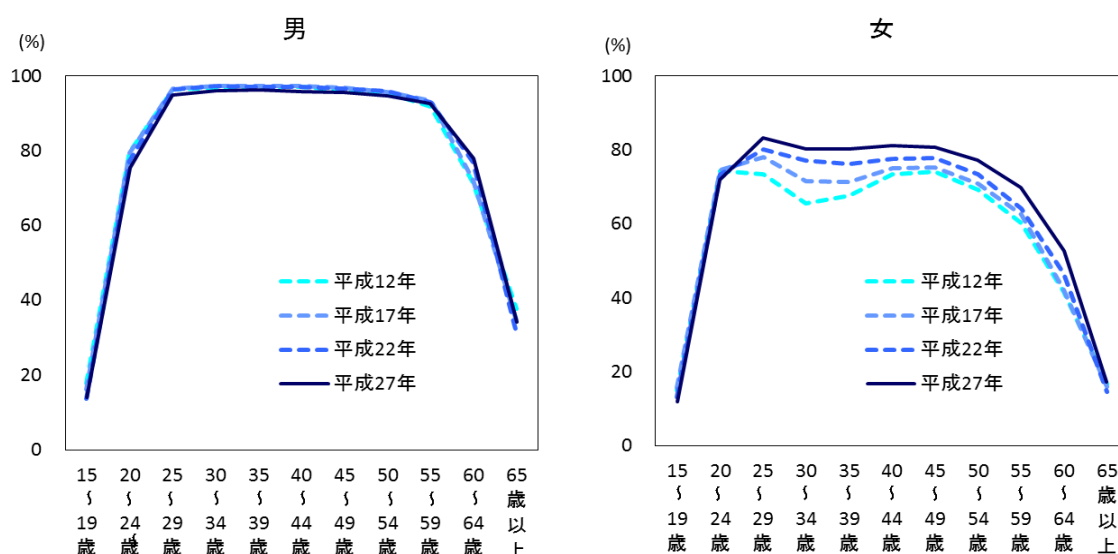 男
(%)
100
80
60
40
20
0
平成12年
平成17年
平成22年
平成27年
15～19歳
20～24歳
25～29歳
30～34歳
35～39歳
40～44歳
45～49歳
50～54歳
55～59歳
60～64歳
65歳以上
女
(%)
100
80
60
40
20
0
平成12年
平成17年
平成22年
平成27年
15～19歳
20～24歳
25～29歳
30～34歳
35～39歳
40～44歳
45～49歳
50～54歳
55～59歳
60～64歳
65歳以上